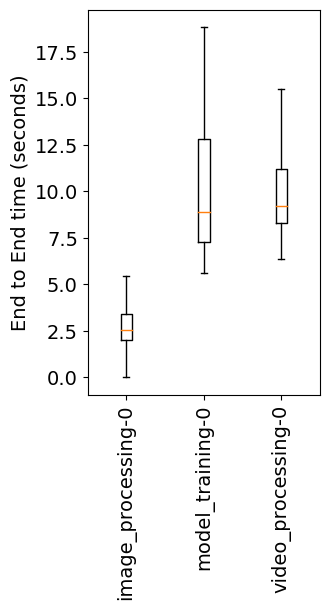 End to End time (seconds)
17.5
15.0
12.5
10.0
7.5
5.0
2.5
0.0
image_processing-0
model_training-0
video_processing-0